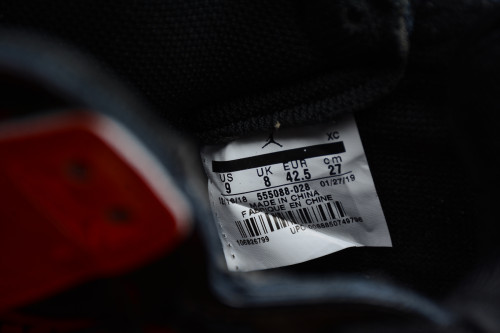 XC
US UK EUR cm
9 8 42.5 27
555088-028 01/27/19
MADE IN CHINA
FABRIQUE EN CHINE